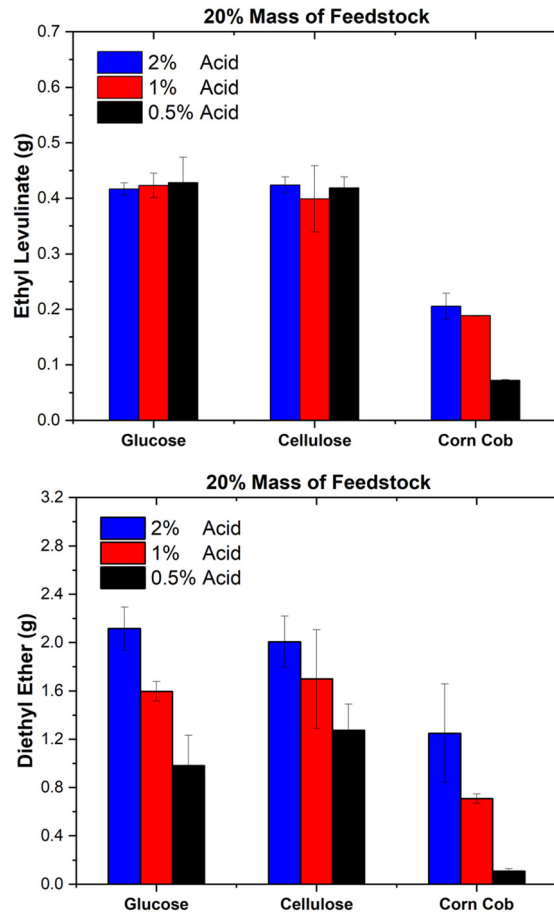 20% Mass of Feedstock
0.7
0.6
0.5
0.4
0.3
0.2
0.1
0.0
Ethyl Levulinate (g)
2% Acid
1% Acid
0.5% Acid
Glucose Cellulose Corn Cob
20% Mass of Feedstock
3.2
2.8
2.4
2.0
1.6
1.2
0.8
0.4
0.0
Diethyl Ether (g)
2% Acid
1% Acid
0.5% Acid
Glucose Cellulose Corn Cob